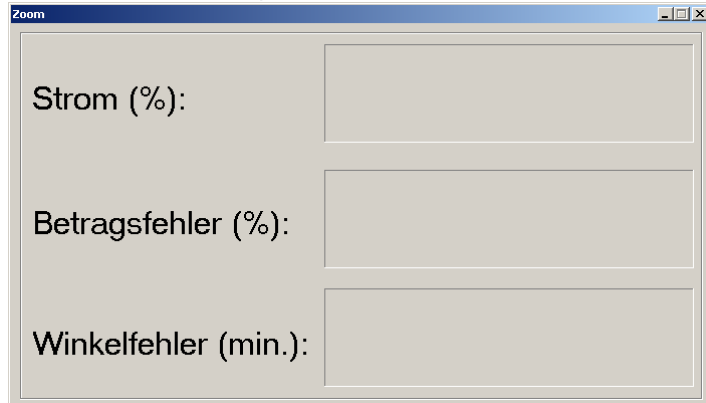 Zoom
Strom (%):
Betragsfehler (%):
Winkelfehler (min.):